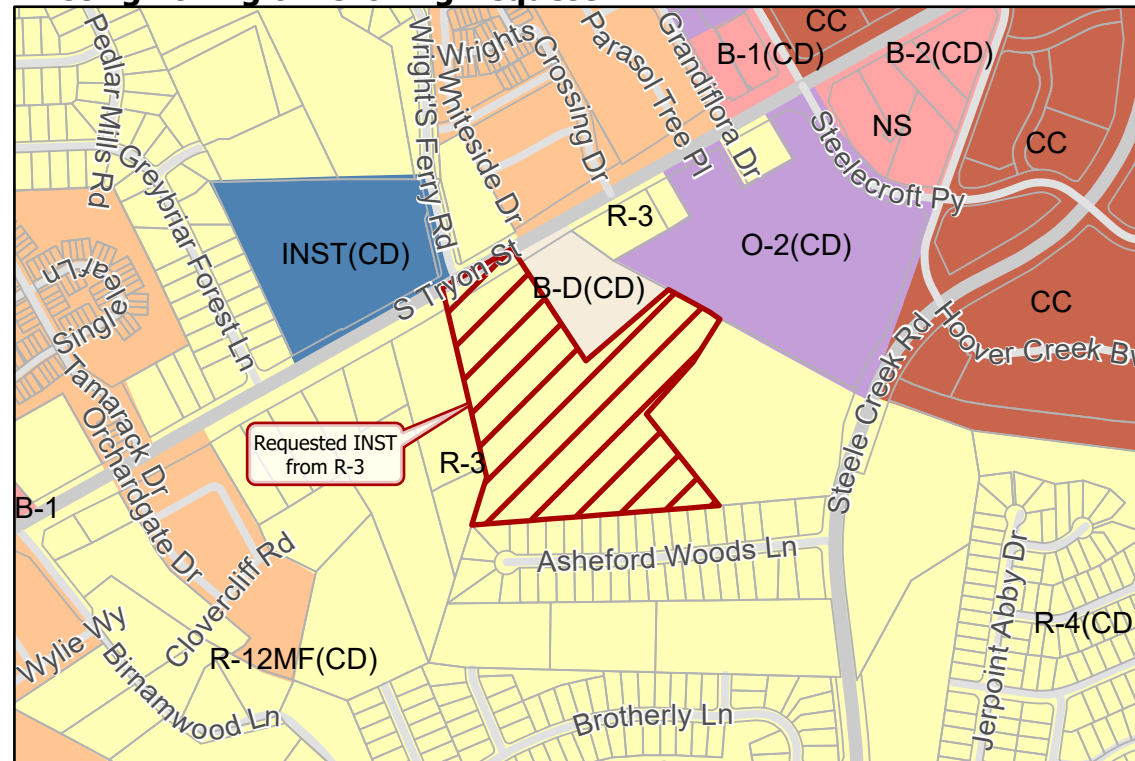 CC
B-1(CD)
B-2(CD)
Pedlar Mills Rd
Wright'S Ferry Rd
Wrights Crossing Dr
Whiteside Dr
Parasol Tree Pl
Grandiflora Dr
NS
CC
Steelecroft Py
Greybriar Forest Ln
R-3
INST(CD)
O-2(CD)
S Tryon St
B-D(CD)
CC
Single
leaf Ln
Hoover Creek Bv
Steele Creek Rd
Tamarack Dr
Orchardgate Dr
Requested INST
from R-3
R-3
B-1
Asheford Woods Ln
Clovercliff Rd
Jerpoint Abby Dr
Wylie Wy
R-4(CD
R-12MF(CD)
Birnamwood Ln
Brotherly Ln